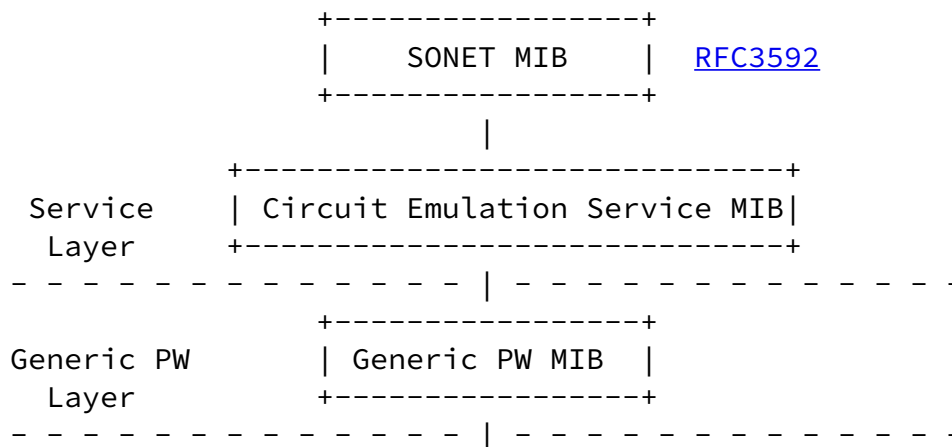 +-----------------+
|    SONET MIB    |  RFC3592
+-----------------+
|
+------------------------------+
Service     | Circuit Emulation Service MIB|
Layer     +------------------------------+
- - - - - - - - - - - - - | - - - - - - - - - - - - -
+-----------------+
Generic PW       | Generic PW MIB  |
Layer          +-----------------+
- - - - - - - - - - - - - | - - - - - - - - - - - - -